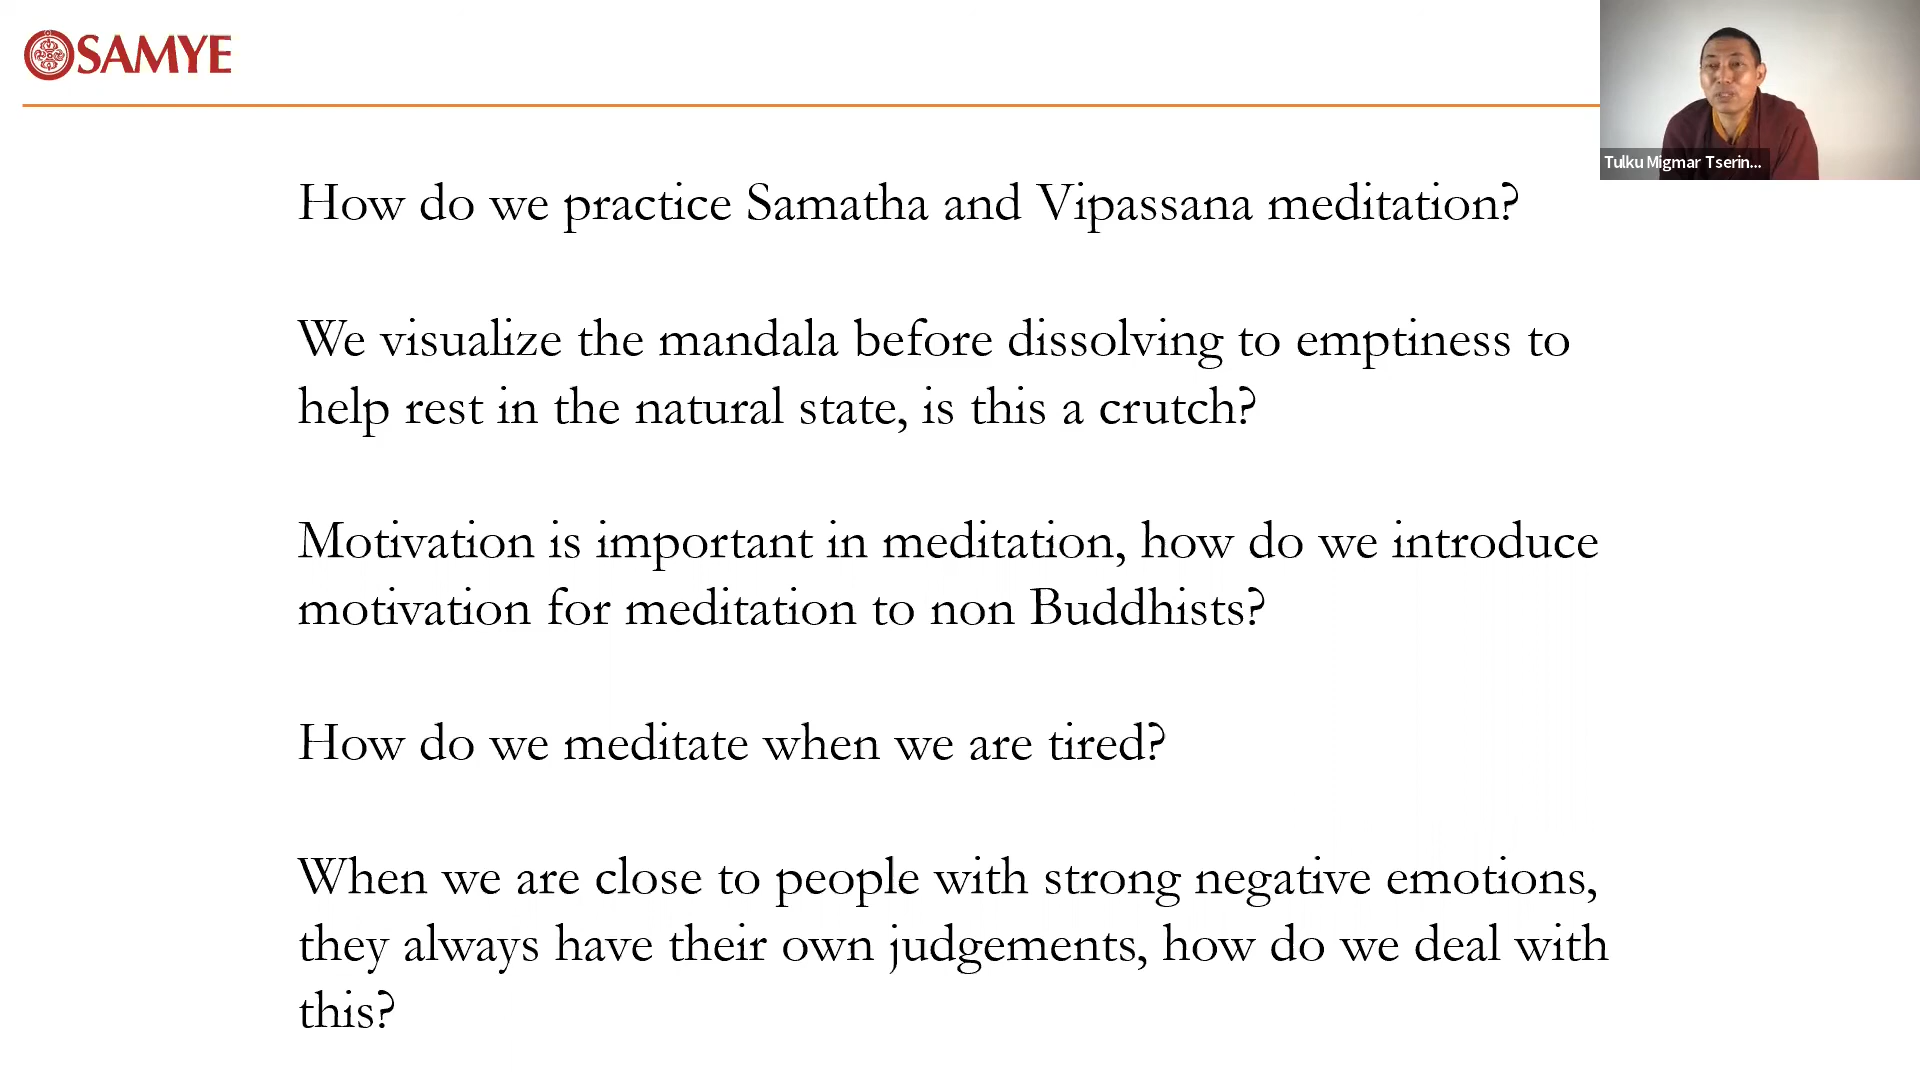 SAMYE
Tulku Migmar Tserin...
How do we practice Samatha and Vipassana meditation?
We visualize the mandala before dissolving to emptiness to
help rest in the natural state, is this a crutch?
Motivation is important in meditation, how do we introduce
motivation for meditation to non Buddhists?
How do we meditate when we are tired?
When we are close to people with strong negative emotions,
they always have their own judgements, how do we deal with
this?